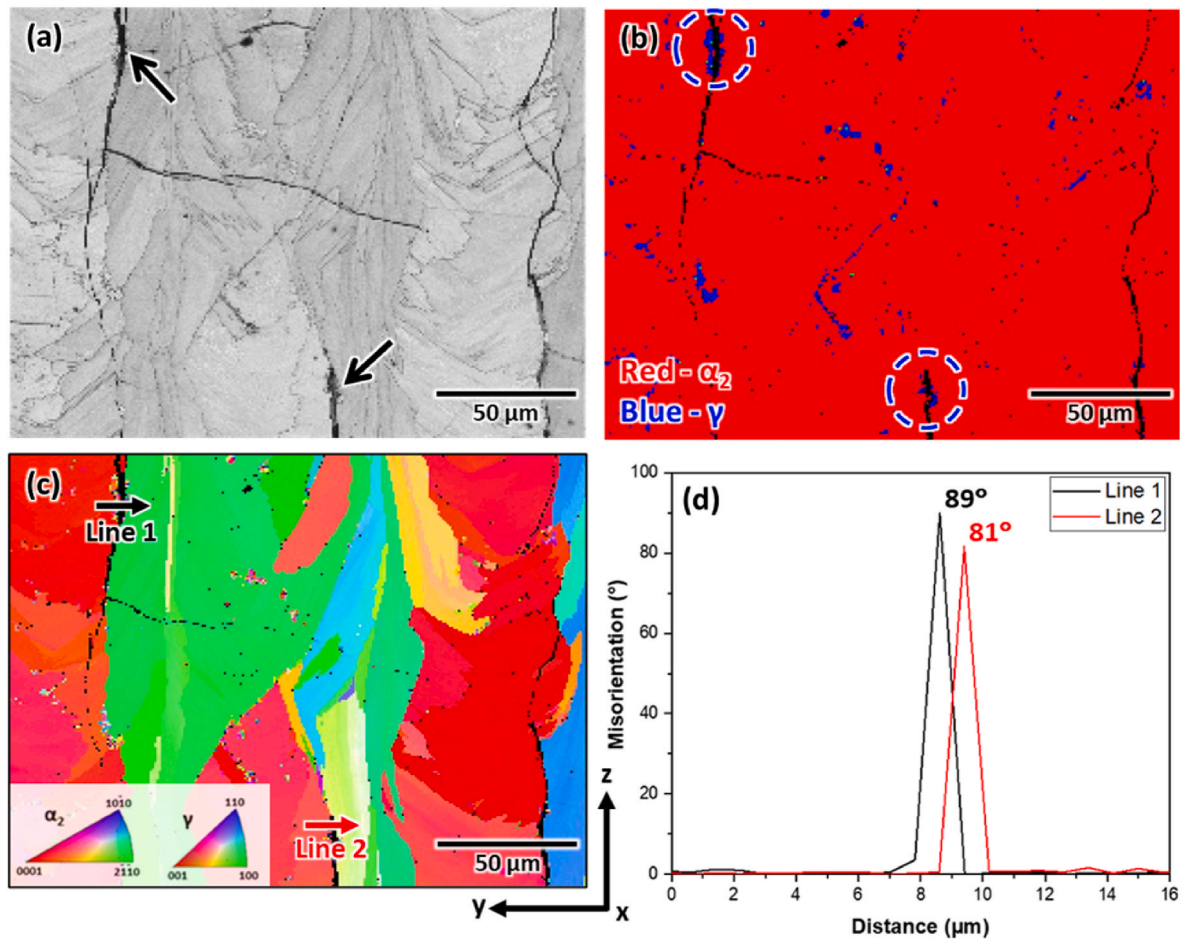 (a)
50 µm
(b)
Red - α₂
Blue - γ
50 µm
(c)
Line 1
Line 2
α₂
1010
0001
2110
γ
110
001
100
50 µm
z
y
x
(d)
100
80
60
40
20
0
0 2 4 6 8 10 12 14 16
Misorientation (°)
Distance (µm)
89°
81°
Line 1
Line 2